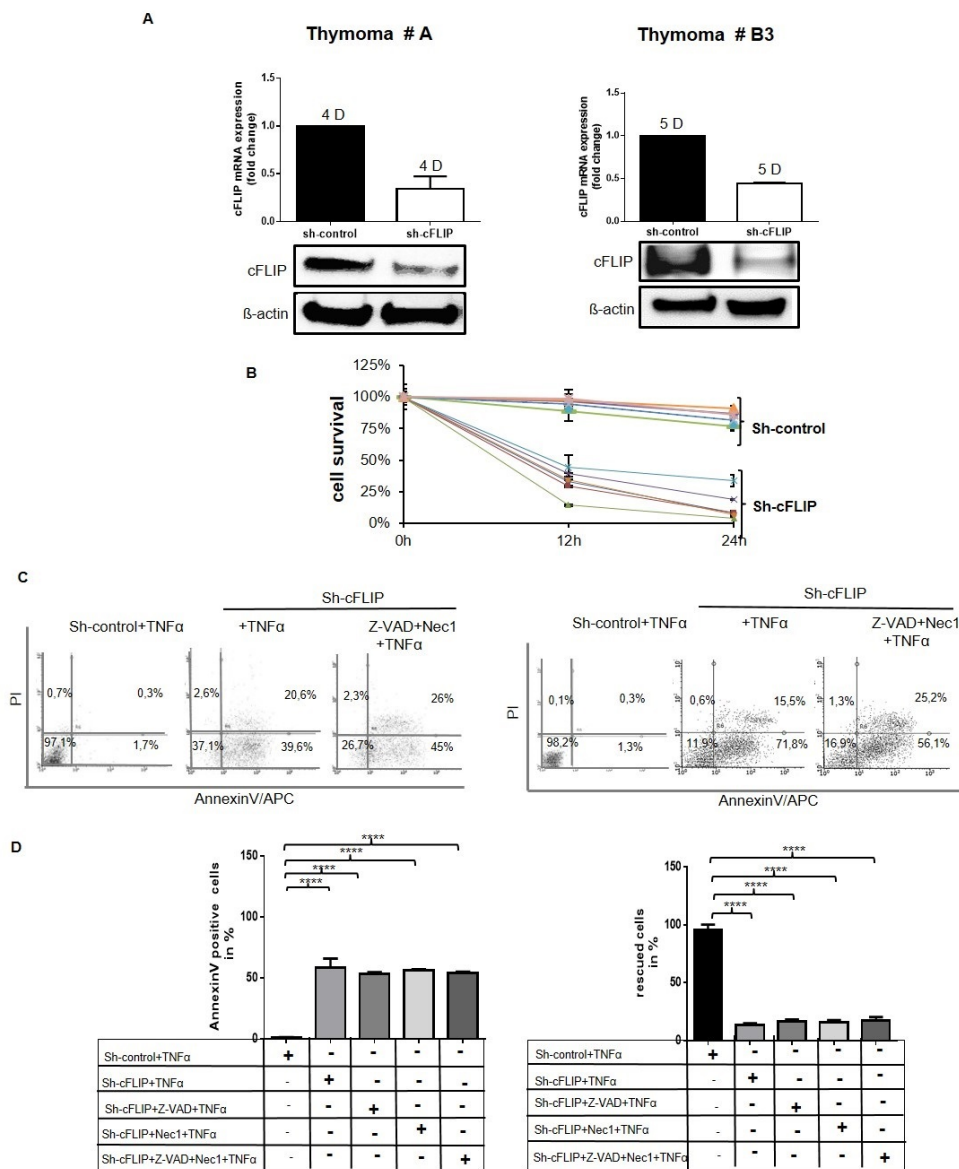 A
Thymoma # A
Thymoma # B3
cFLIP mRNA expression
(fold change)
1.5
1.0
0.5
0.0
4 D
4 D
sh-control
sh-cFLIP
cFLIP
ß-actin
cFLIP mRNA expression
(fold change)
1.5
1.0
0.5
0.0
5 D
5 D
sh-control
sh-cFLIP
cFLIP
ß-actin
B
cell survival
125%
100%
75%
50%
25%
0%
0h
12h
24h
Sh-control
Sh-cFLIP
C
Sh-cFLIP
Sh-control+TNFα
+TNFα
Z-VAD+Nec1
+TNFα
PI
0,7%
0,3%
97,1%
1,7%
2,6%
20,6%
37,1%
39,6%
2,3%
26%
26,7%
45%
AnnexinV/APC
Sh-cFLIP
Sh-control+TNFα
+TNFα
Z-VAD+Nec1
+TNFα
PI
0,1%
0,3%
98,2%
1,3%
0,6%
15,5%
11,9%
71,8%
1,3%
25,2%
16,9%
56,1%
AnnexinV/APC
D
AnnexinV positive cells
in %
150
100
50
0
****
****
****
****
Sh-control+TNFα + - - - -
Sh-cFLIP+TNFα - + - - -
Sh-cFLIP+Z-VAD+TNFα - - + - -
Sh-cFLIP+Nec1+TNFα - - - + -
Sh-cFLIP+Z-VAD+Nec1+TNFα - - - - +
rescued cells
in %
150
100
50
0
****
****
****
****
Sh-control+TNFα + - - - -
Sh-cFLIP+TNFα - + - - -
Sh-cFLIP+Z-VAD+TNFα - - + - -
Sh-cFLIP+Nec1+TNFα - - - + -
Sh-cFLIP+Z-VAD+Nec1+TNFα - - - - +